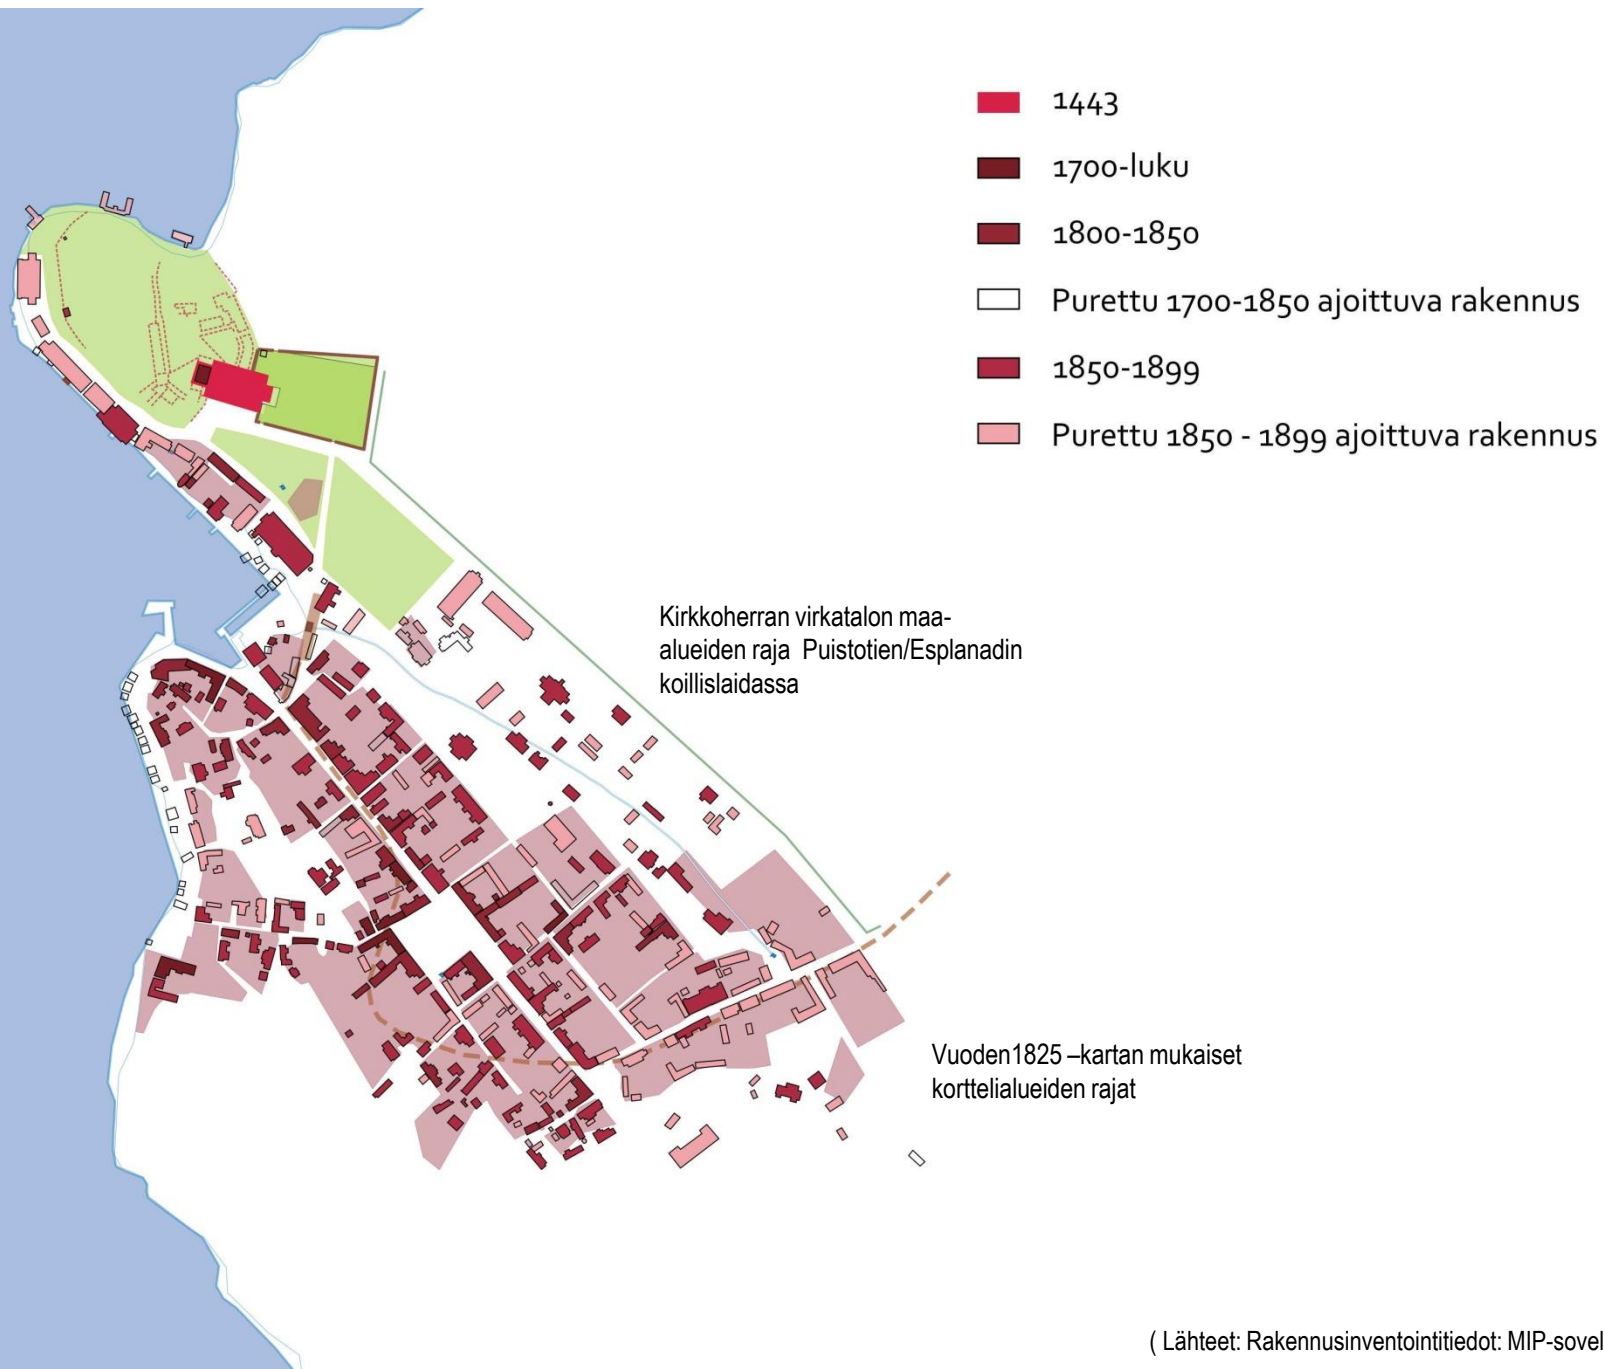 1443
1700-luku
1800-1850
Purettu 1700-1850 ajoittuva rakennus
1850-1899
Purettu 1850 - 1899 ajoittuva rakennus
Kirkkoherran virkatalon maa-
alueiden raja Puistotien/Esplanadin
koillislaidassa
Vuoden1825 –kartan mukaiset
korttelialueiden rajat
( Lähteet: Rakennusinventointitiedot: MIP-sovel